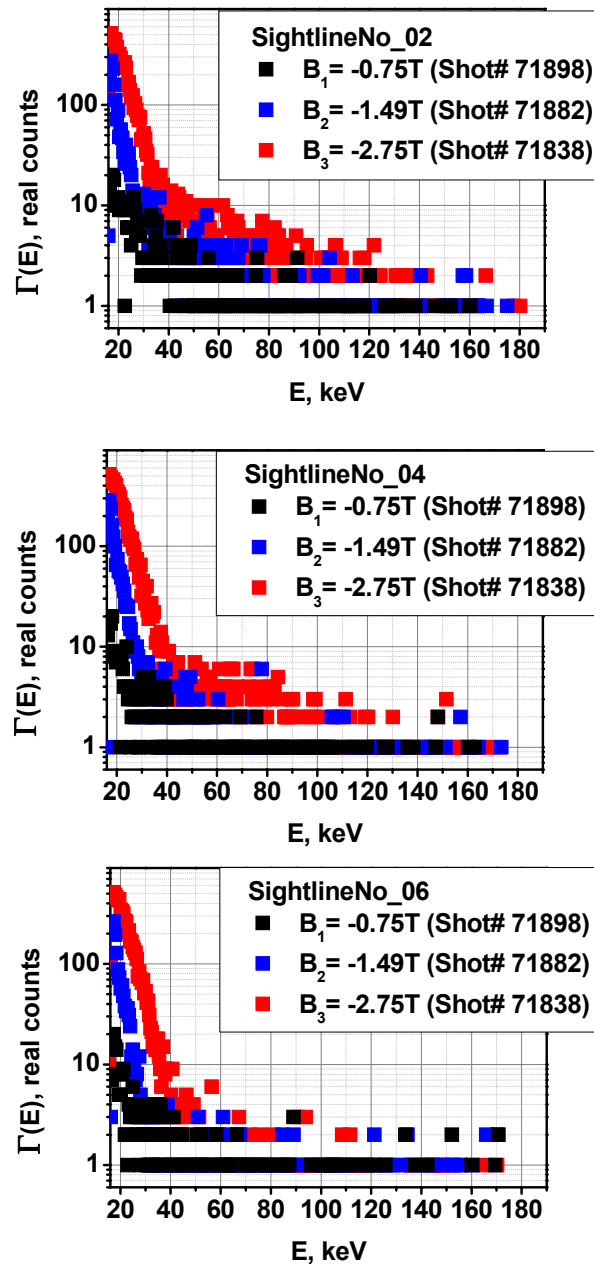 SightlineNo_02
B1= -0.75T (Shot# 71898)
B2= -1.49T (Shot# 71882)
B3= -2.75T (Shot# 71838)
Γ(E), real counts
100
10
1
20 40 60 80 100 120 140 160 180
E, keV
SightlineNo_04
B1= -0.75T (Shot# 71898)
B2= -1.49T (Shot# 71882)
B3= -2.75T (Shot# 71838)
Γ(E), real counts
100
10
1
20 40 60 80 100 120 140 160 180
E, keV
SightlineNo_06
B1= -0.75T (Shot# 71898)
B2= -1.49T (Shot# 71882)
B3= -2.75T (Shot# 71838)
Γ(E), real counts
100
10
1
20 40 60 80 100 120 140 160 180
E, keV